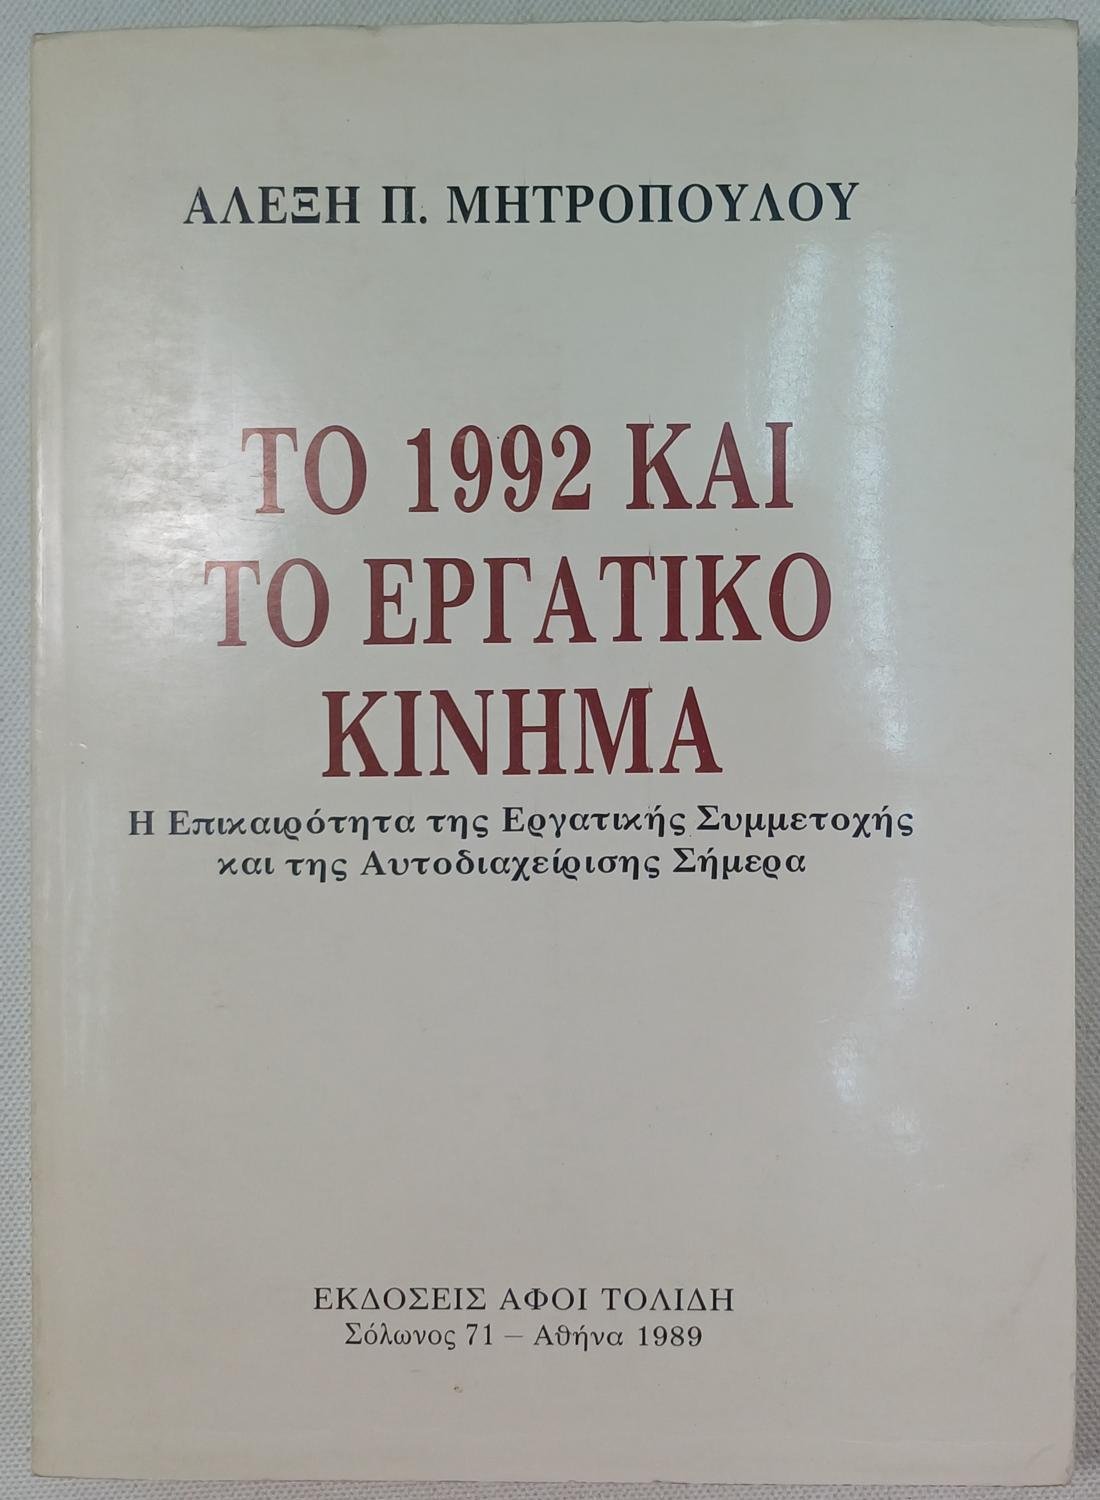 ΑΛΕΞΗ Π. ΜΗΤΡΟΠΟΥΛΟΥ
ΤΟ 1992 ΚΑΙ
ΤΟ ΕΡΓΑΤΙΚΟ
ΚΙΝΗΜΑ
Η Επικαιρότητα της Εργατικής Συμμετοχής
και της Αυτοδιαχείρισης Σήμερα
ΕΚΔΟΣΕΙΣ ΑΦΟΙ ΤΟΛΙΔΗ
Σόλωνος 71 – Αθήνα 1989